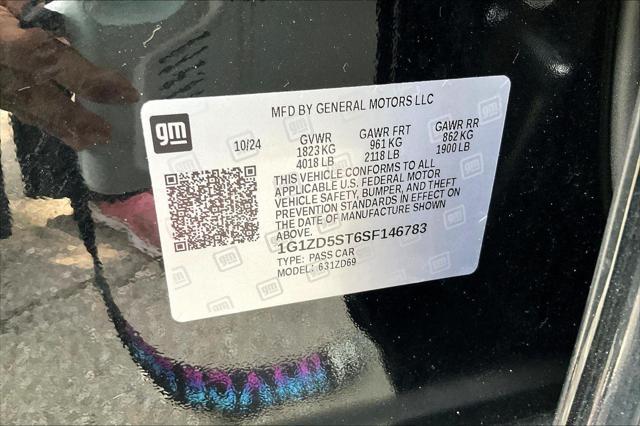 MFD BY GENERAL MOTORS LLC
gm
10/24
GVWR GAWR FRT GAWR RR
1823 KG 961 KG 862 KG
4018 LB 2118 LB 1900 LB
THIS VEHICLE CONFORMS TO ALL
APPLICABLE U.S. FEDERAL MOTOR
VEHICLE SAFETY, BUMPER, AND THEFT
PREVENTION STANDARDS IN EFFECT ON
THE DATE OF MANUFACTURE SHOWN
ABOVE.
1G1ZD5ST6SF146783
TYPE: PASS CAR
MODEL: 631ZD69